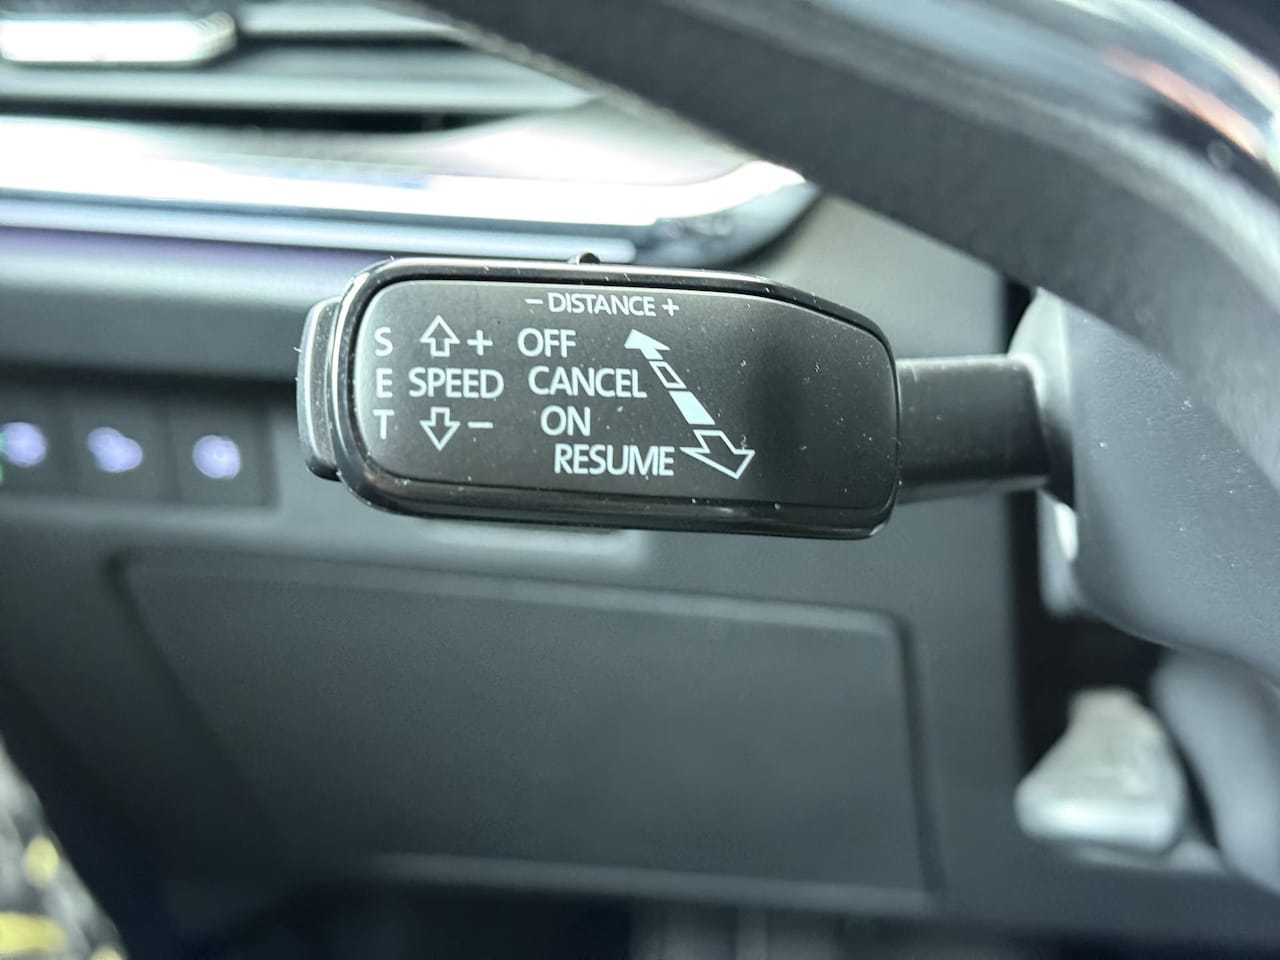 − DISTANCE +
S + OFF
E SPEED CANCEL
T − ON
RESUME